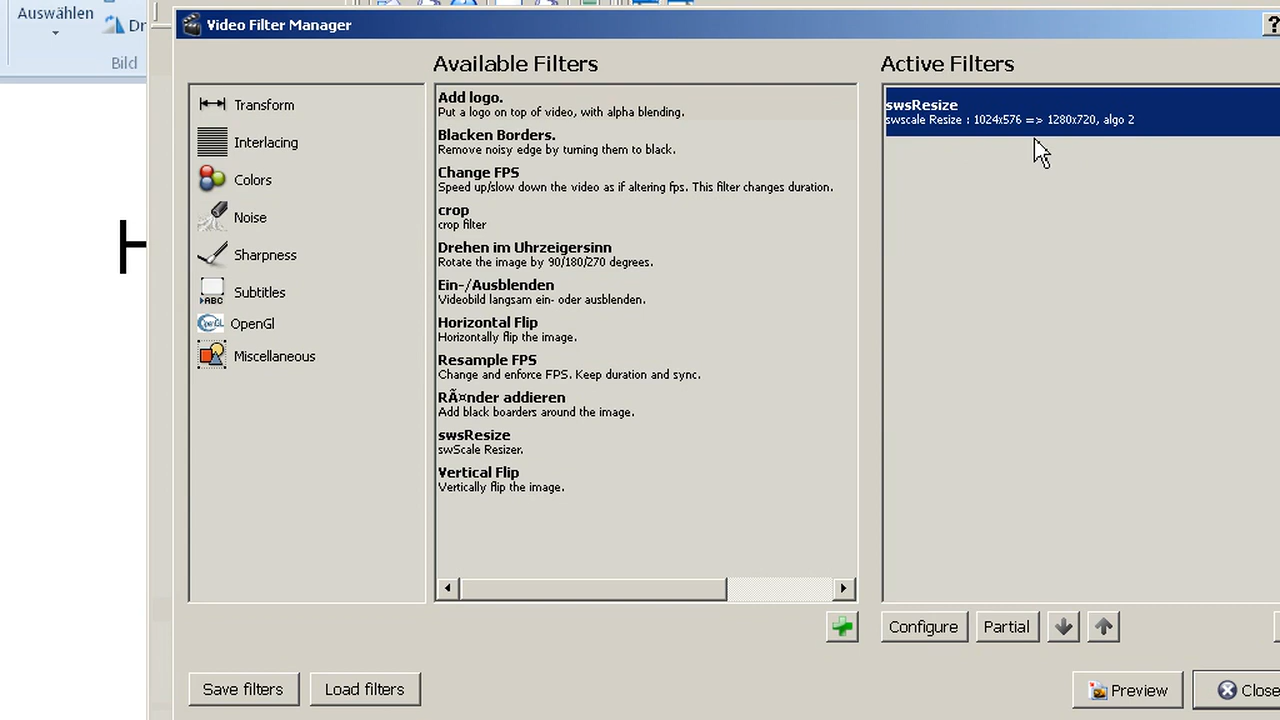 Auswählen
Dr
Bild
H
Video Filter Manager
?
Available Filters
Active Filters
Transform
Interlacing
Colors
Noise
Sharpness
Subtitles
OpenGl
Miscellaneous
Add logo.
Put a logo on top of video, with alpha blending.
Blacken Borders.
Remove noisy edge by turning them to black.
Change FPS
Speed up/slow down the video as if altering fps. This filter changes duration.
crop
crop filter
Drehen im Uhrzeigersinn
Rotate the image by 90/180/270 degrees.
Ein-/Ausblenden
Videobild langsam ein- oder ausblenden.
Horizontal Flip
Horizontally flip the image.
Resample FPS
Change and enforce FPS. Keep duration and sync.
RÃ¤nder addieren
Add black boarders around the image.
swsResize
swScale Resizer.
Vertical Flip
Vertically flip the image.
swsResize
swscale Resize : 1024x576 => 1280x720, algo 2
Configure
Partial
Save filters
Load filters
Preview
Close